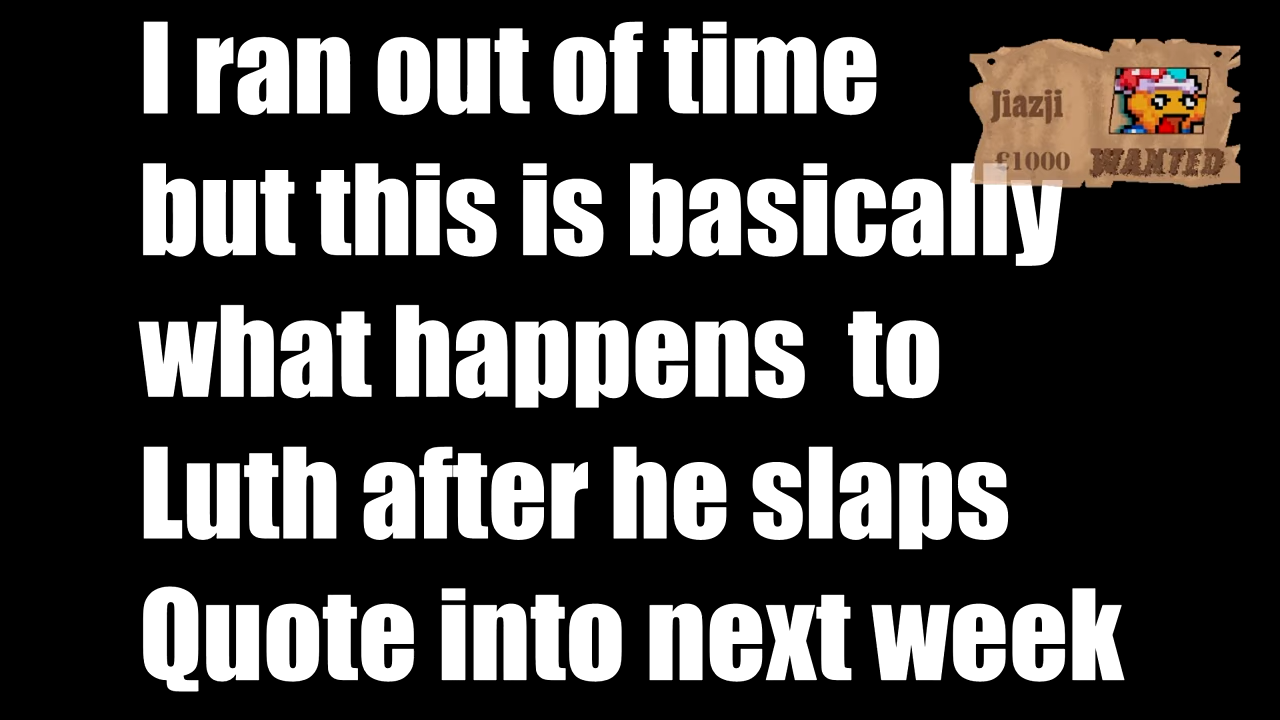 I ran out of time
but this is basically
what happens  to
Luth after he slaps
Quote into next week
Jiazji
£1000
WANTED